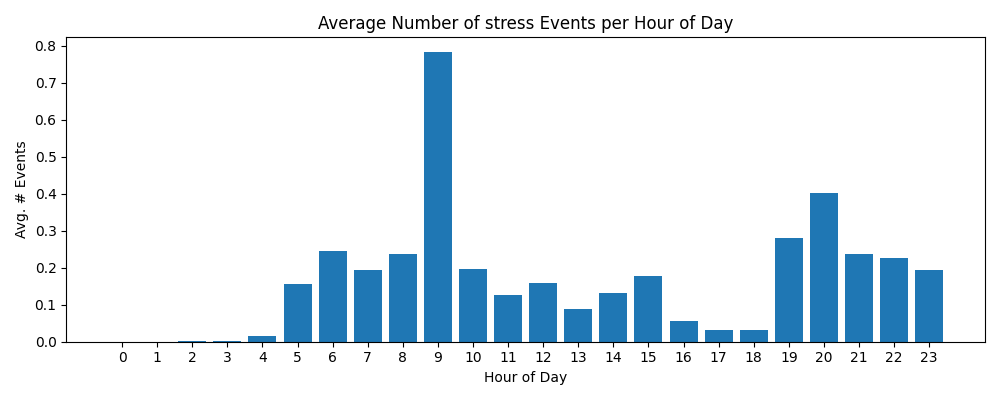 Average Number of stress Events per Hour of Day
0.8
0.7
0.6
0.5
0.4
0.3
0.2
0.1
0.0
Avg. # Events
0 1 2 3 4 5 6 7 8 9 10 11 12 13 14 15 16 17 18 19 20 21 22 23
Hour of Day